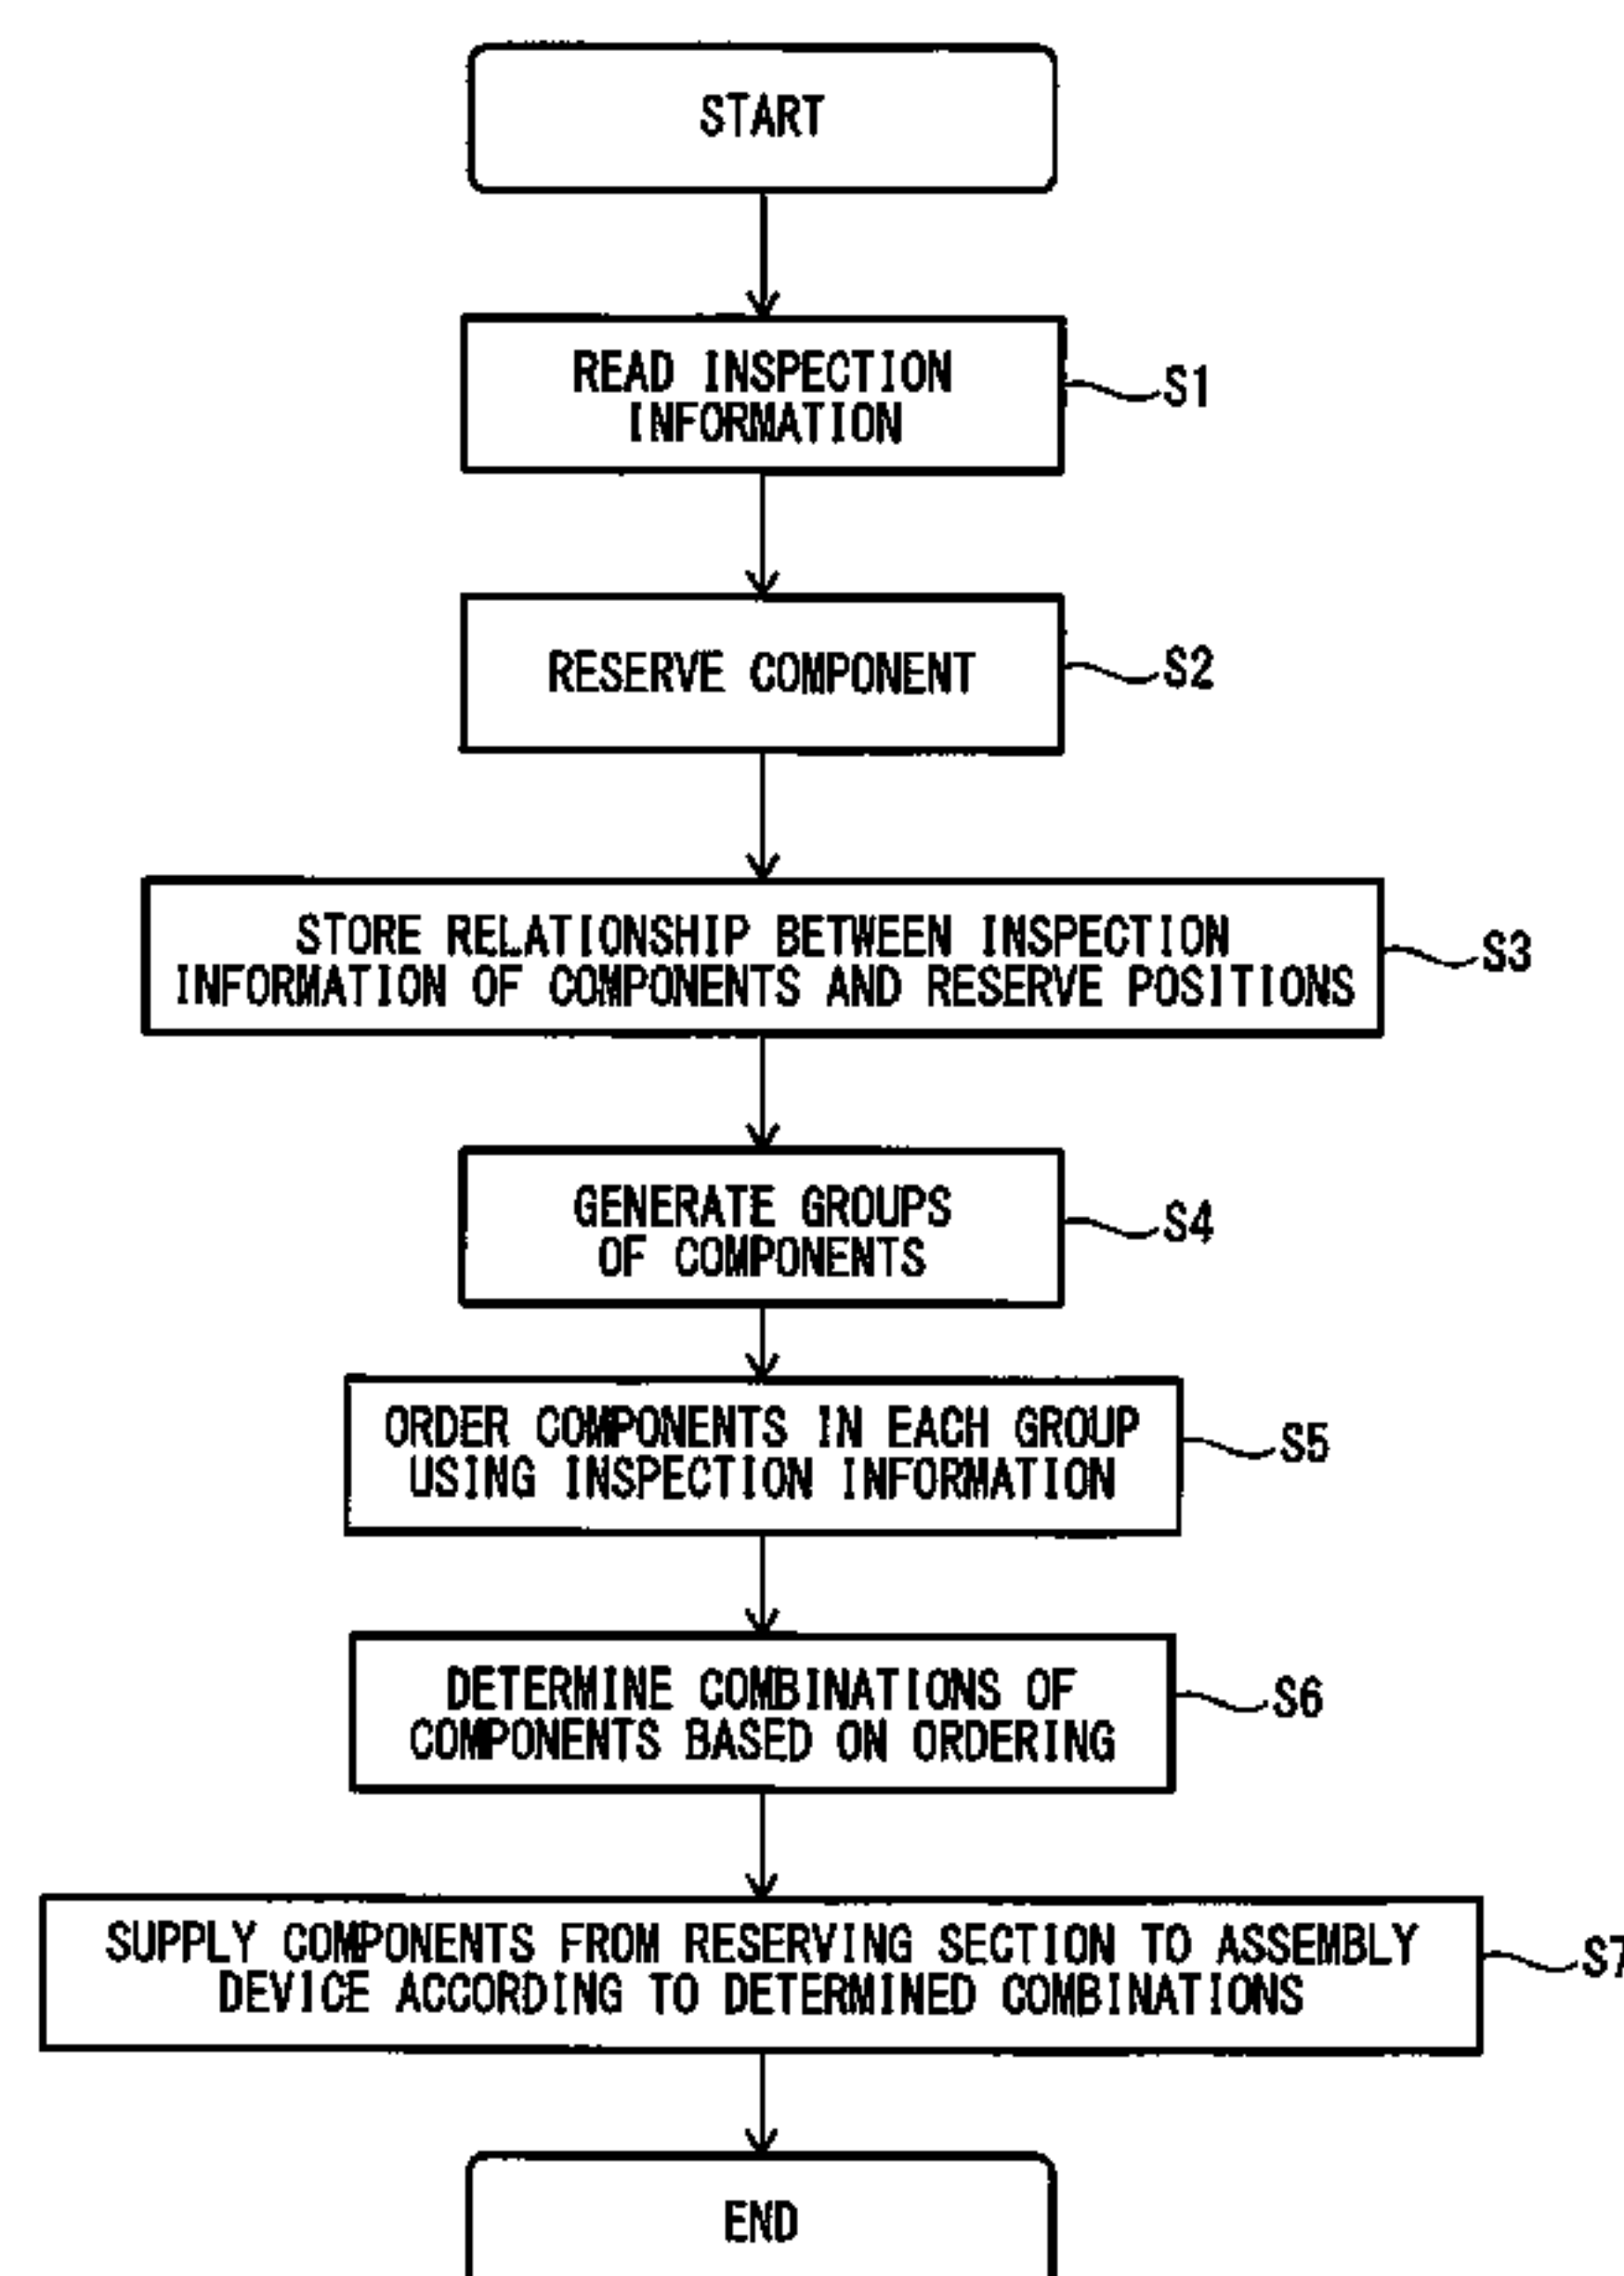 START
READ INSPECTION
INFORMATION
S1
RESERVE COMPONENT
S2
STORE RELATIONSHIP BETWEEN INSPECTION
INFORMATION OF COMPONENTS AND RESERVE POSITIONS
S3
GENERATE GROUPS
OF COMPONENTS
S4
ORDER COMPONENTS IN EACH GROUP
USING INSPECTION INFORMATION
S5
DETERMINE COMBINATIONS OF
COMPONENTS BASED ON ORDERING
S6
SUPPLY COMPONENTS FROM RESERVING SECTION TO ASSEMBLY
DEVICE ACCORDING TO DETERMINED COMBINATIONS
S7
END